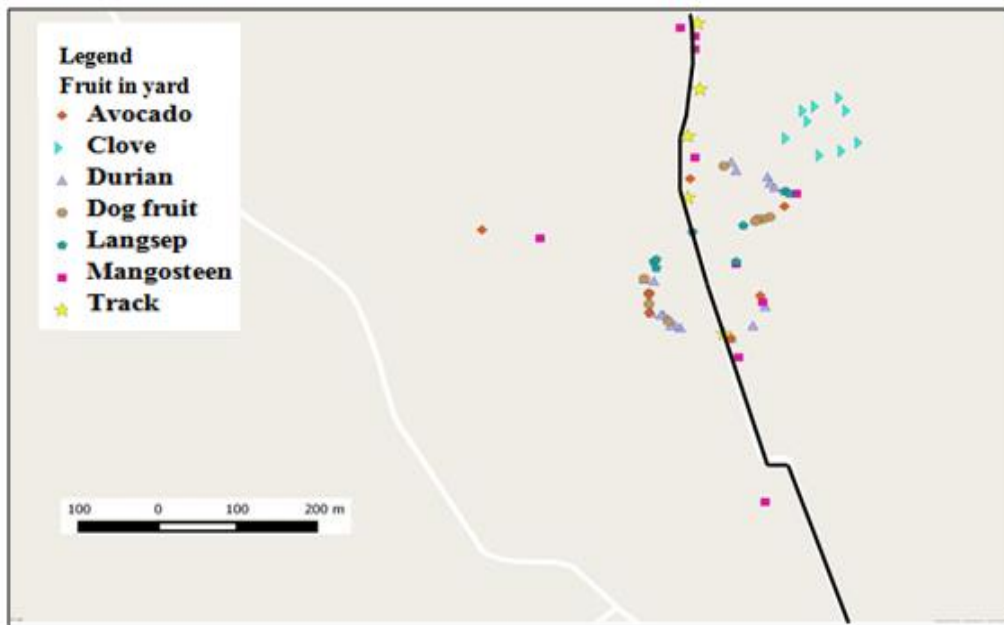 Legend
Fruit in yard
Avocado
Clove
Durian
Dog fruit
Langsep
Mangosteen
Track
100 0 100 200 m